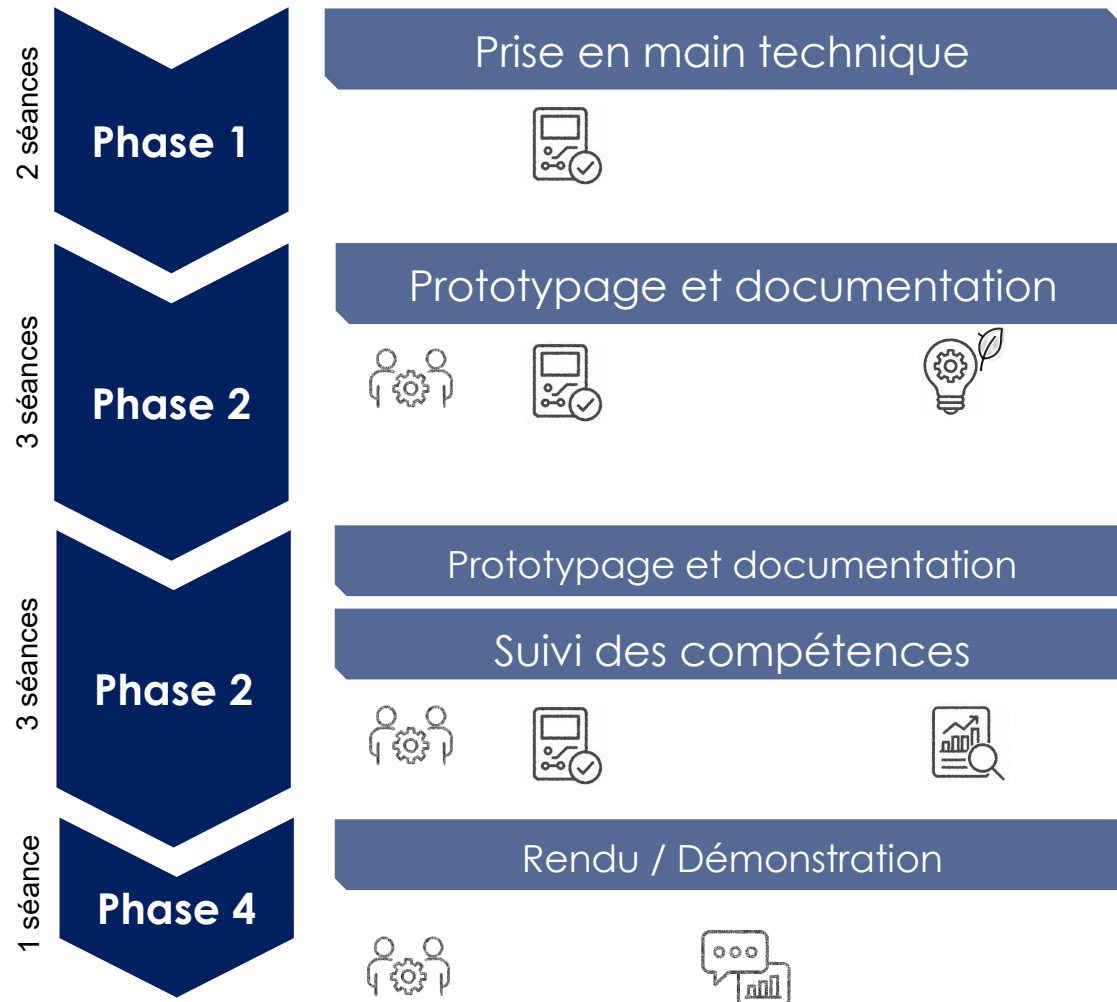 2 séances
Phase 1
Prise en main technique
3 séances
Phase 2
Prototypage et documentation
3 séances
Phase 2
Prototypage et documentation
Suivi des compétences
1 séance
Phase 4
Rendu / Démonstration